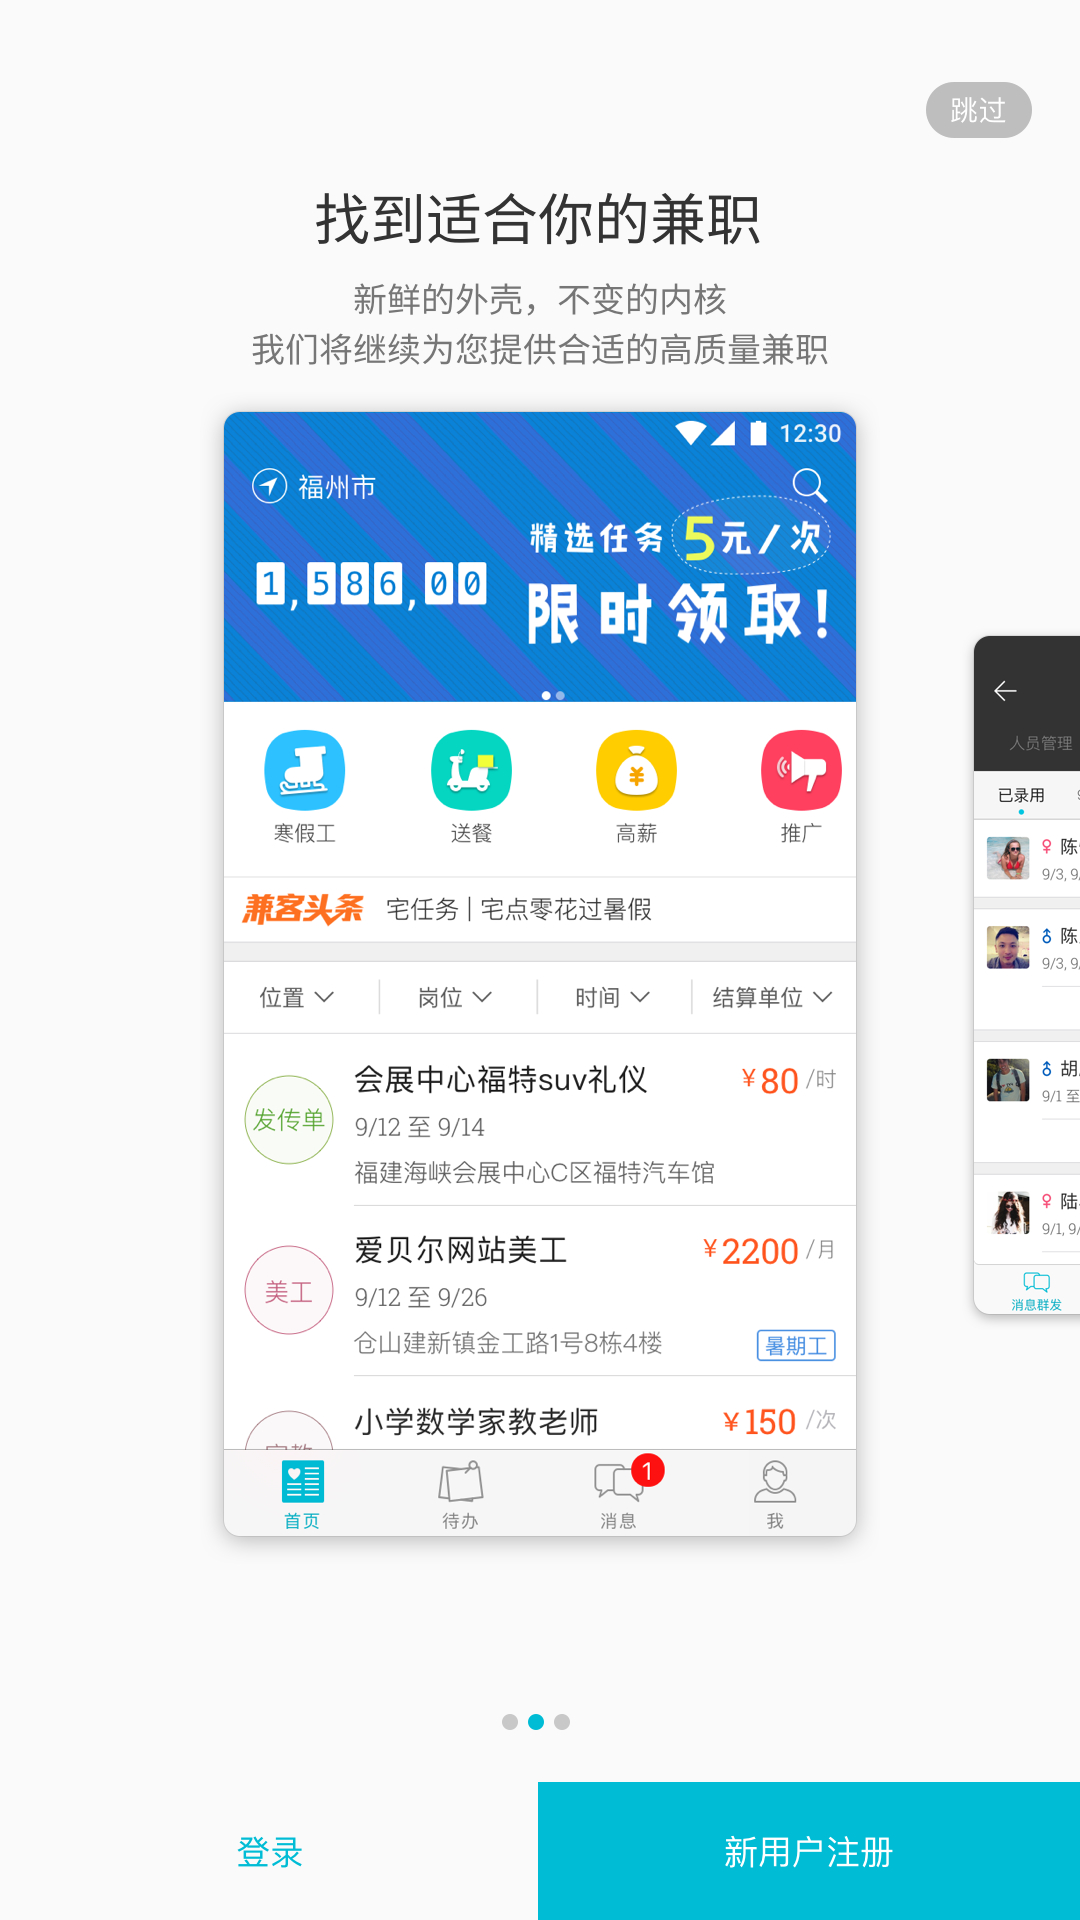 跳过
找到适合你的兼职
新鲜的外壳，不变的内核
我们将继续为您提供合适的高质量兼职
12:30
福州市
精选任务5元/次
1,586,00
限时领取!
寒假工 送餐 高薪 推广
兼客头条 宅任务 | 宅点零花过暑假
位置 岗位 时间 结算单位
会展中心福特suv礼仪 ¥80/时
发传单
9/12 至 9/14
福建海峡会展中心C区福特汽车馆
爱贝尔网站美工 ¥2200/月
美工
9/12 至 9/26
仓山建新镇金工路1号8栋4楼 暑期工
小学数学家教老师 ¥150/次
1
首页 待办 消息 我
人员管理
已录用
陈
9/3, 9/
陈
9/3, 9/
胡
9/1 至
陆
9/1, 9/
消息群发
登录 新用户注册